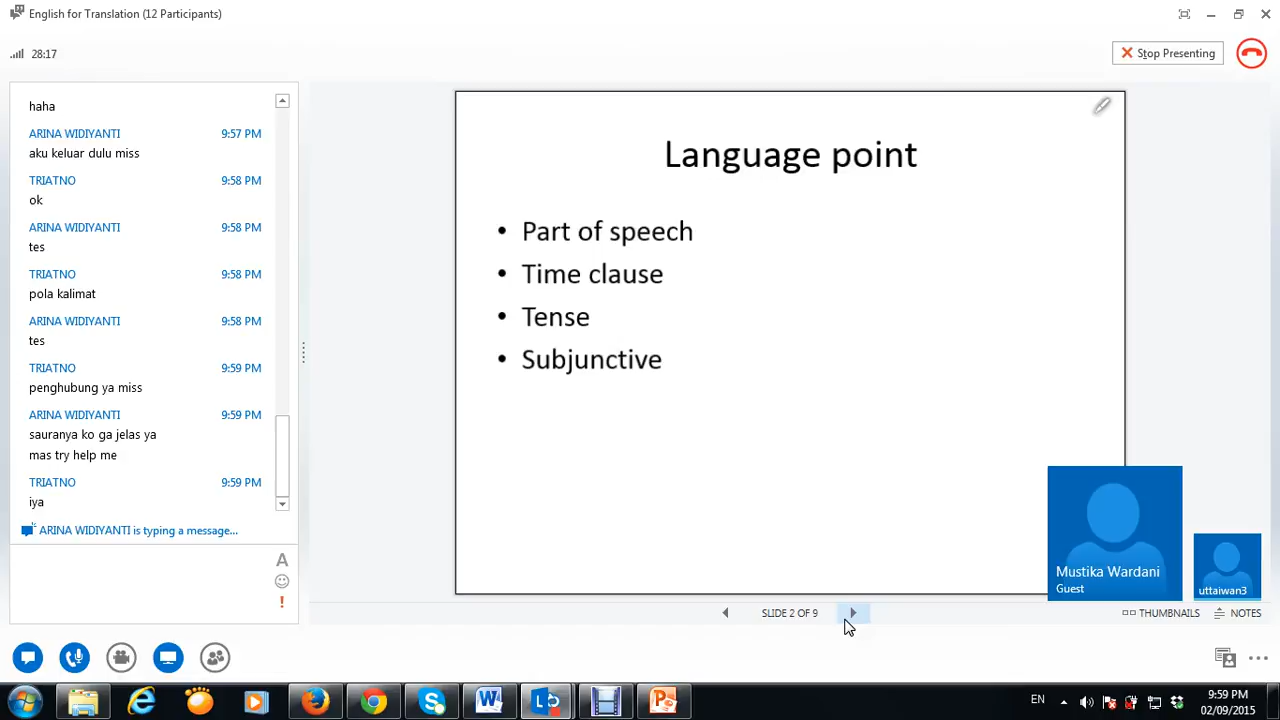 English for Translation (12 Participants)
28:17
Stop Presenting
haha
ARINA WIDIYANTI 9:57 PM
aku keluar dulu miss
TRIATNO 9:58 PM
ok
ARINA WIDIYANTI 9:58 PM
tes
TRIATNO 9:58 PM
pola kalimat
ARINA WIDIYANTI 9:58 PM
tes
TRIATNO 9:59 PM
penghubung ya miss
ARINA WIDIYANTI 9:59 PM
sauranya ko ga jelas ya
mas try help me
TRIATNO 9:59 PM
iya
ARINA WIDIYANTI is typing a message...
A
!
Language point
• Part of speech
• Time clause
• Tense
• Subjunctive
Mustika Wardani
Guest
uttaiwan3
SLIDE 2 OF 9
THUMBNAILS
NOTES
EN
9:59 PM
02/09/2015